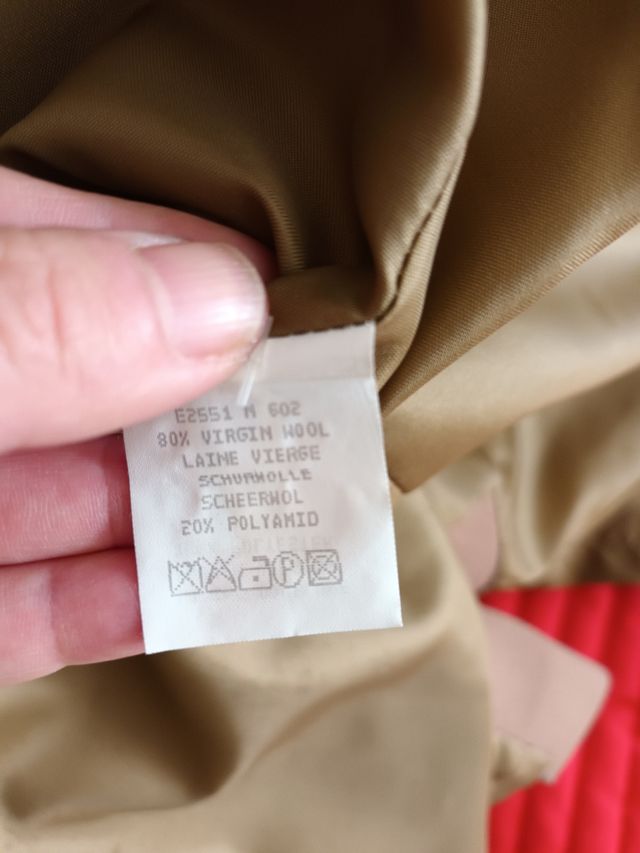 E2551 M 602
80% VIRGIN WOOL
LAINE VIERGE
SCHURWOLLE
SCHEERWOL
20% POLYAMID
P